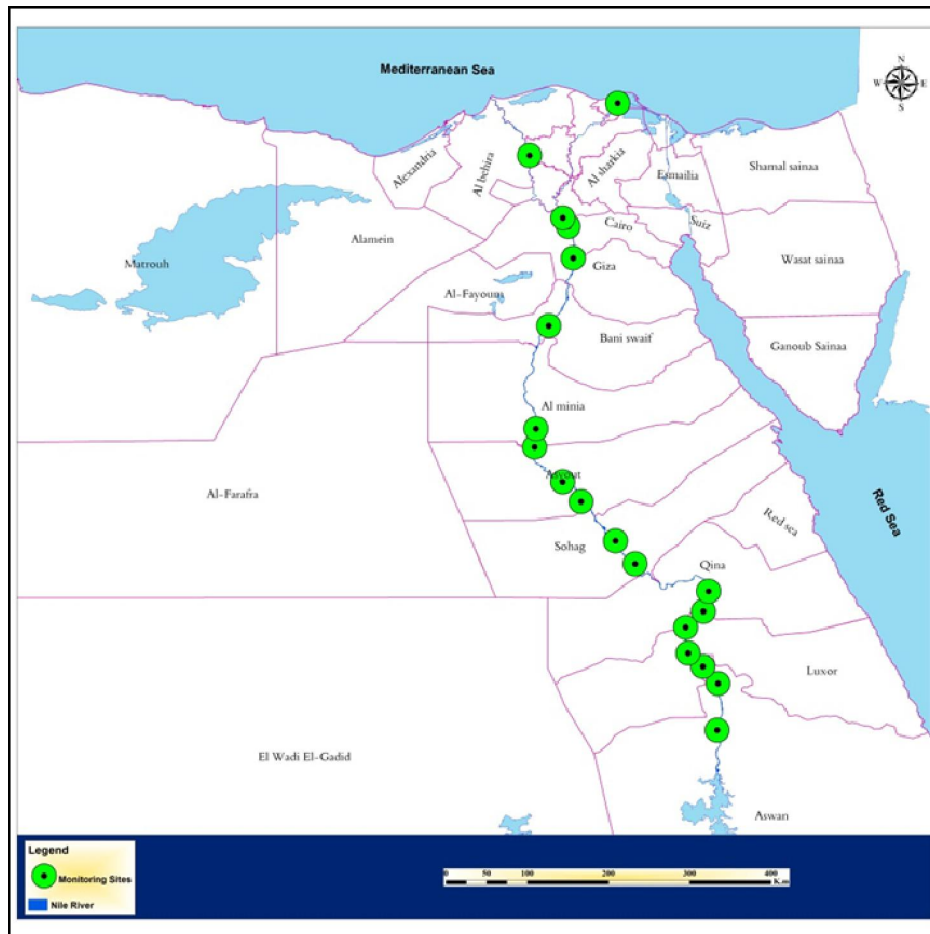 Mediterranean Sea
N
W E
S
Alexandria
Al behira
Al sharkia
Esmailia
Shamal sainaa
Alamein
Cairo
Suiz
Matrouh
Giza
Wasat sainaa
Al-Fayoum
Bani swaif
Ganoub Sainaa
Al minia
Asyout
Al-Farafra
Red Sea
Red sea
Sohag
Qina
Luxor
El Wadi El-Gadid
Aswan
Legend
Monitoring Sites
Nile River
0 50 100 200 300 400
K.m